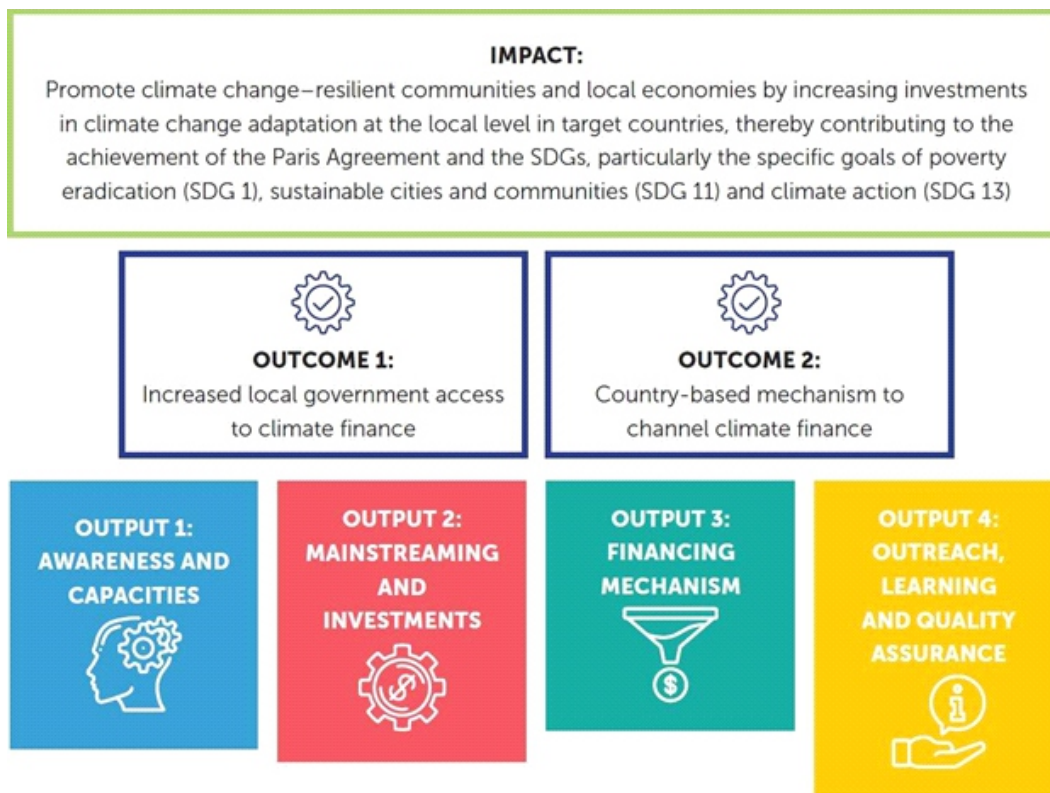 IMPACT:
Promote climate change–resilient communities and local economies by increasing investments
in climate change adaptation at the local level in target countries, thereby contributing to the
achievement of the Paris Agreement and the SDGs, particularly the specific goals of poverty
eradication (SDG 1), sustainable cities and communities (SDG 11) and climate action (SDG 13)
OUTCOME 1:
Increased local government access
to climate finance
OUTCOME 2:
Country-based mechanism to
channel climate finance
OUTPUT 1:
AWARENESS AND
CAPACITIES
OUTPUT 2:
MAINSTREAMING
AND
INVESTMENTS
$
OUTPUT 3:
FINANCING
MECHANISM
$
OUTPUT 4:
OUTREACH,
LEARNING
AND QUALITY
ASSURANCE
i